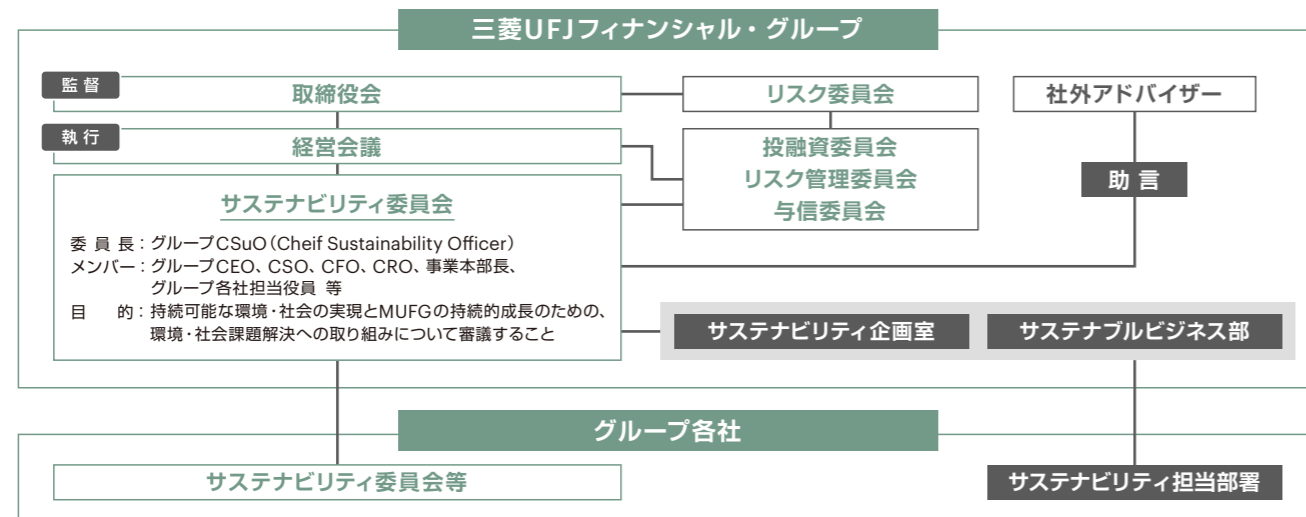 三菱UFJフィナンシャル・グループ
監督
取締役会
リスク委員会
社外アドバイザー
執行
経営会議
投融資委員会
リスク管理委員会
与信委員会
助言
サステナビリティ委員会
委員長：グループCSuO（Cheif Sustainability Officer）
メンバー：グループCEO、CSO、CFO、CRO、事業本部長、
グループ各社担当役員 等
目的：持続可能な環境・社会の実現とMUFGの持続的成長のための、
環境・社会課題解決への取り組みについて審議すること
サステナビリティ企画室
サステナブルビジネス部
グループ各社
サステナビリティ委員会等
サステナビリティ担当部署